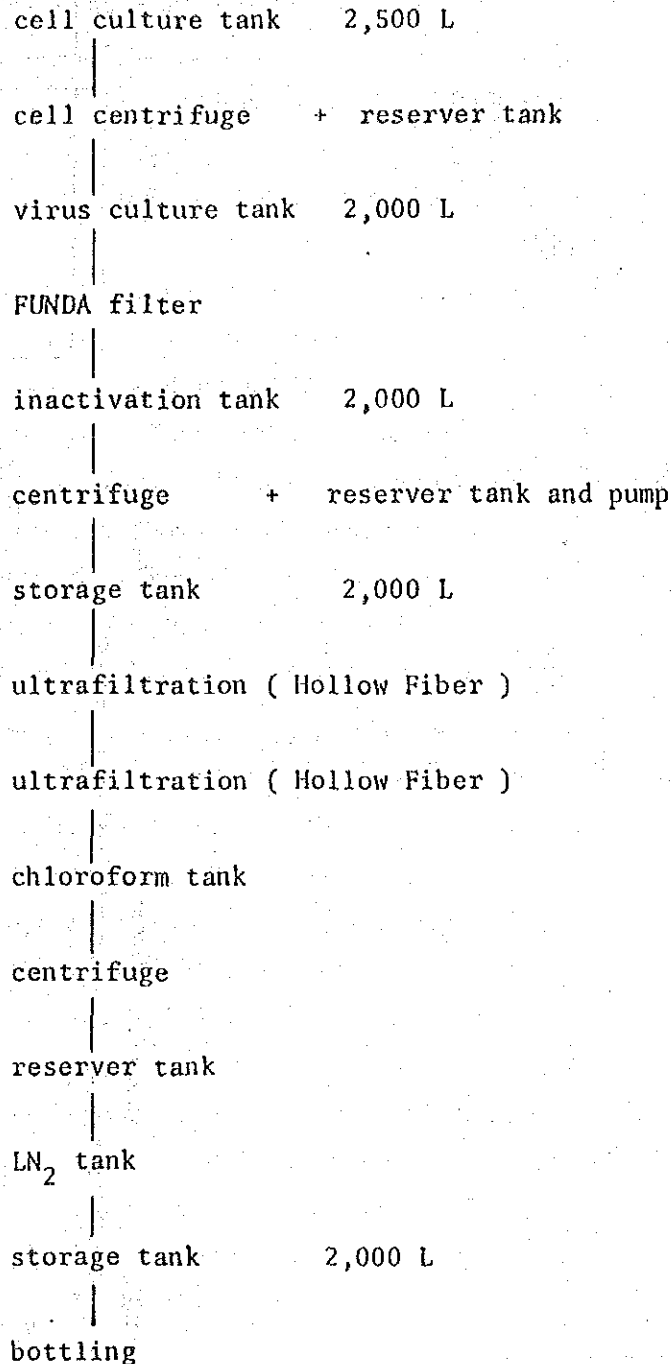 cell culture tank 2,500 L
cell centrifuge + reserver tank
virus culture tank 2,000 L
FUNDA filter
inactivation tank 2,000 L
centrifuge + reserver tank and pump
storage tank 2,000 L
ultrafiltration ( Hollow Fiber )
ultrafiltration ( Hollow Fiber )
chloroform tank
centrifuge
reserver tank
LN₂ tank
storage tank 2,000 L
bottling